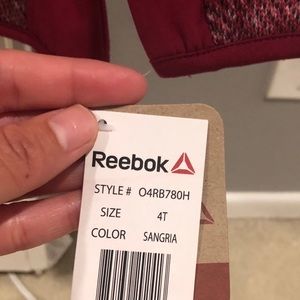 Reebok
STYLE # O4RB780H
SIZE 4T
COLOR SANGRIA